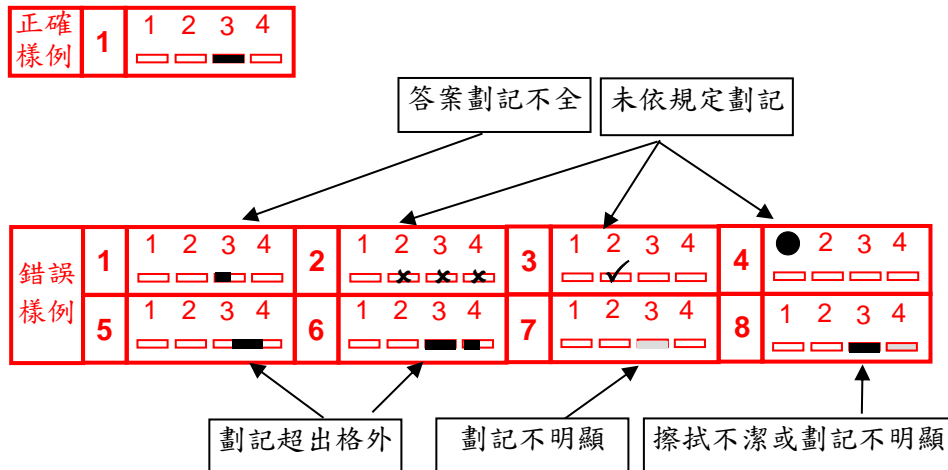 正確
樣例
1
1 2 3 4
答案劃記不全
未依規定劃記
錯誤
樣例
1
1 2 3 4
2
1 2 3 4
3
1 2 3 4
4
2 3 4
5
1 2 3 4
6
1 2 3 4
7
1 2 3 4
8
1 2 3 4
劃記超出格外
劃記不明顯
擦拭不潔或劃記不明顯